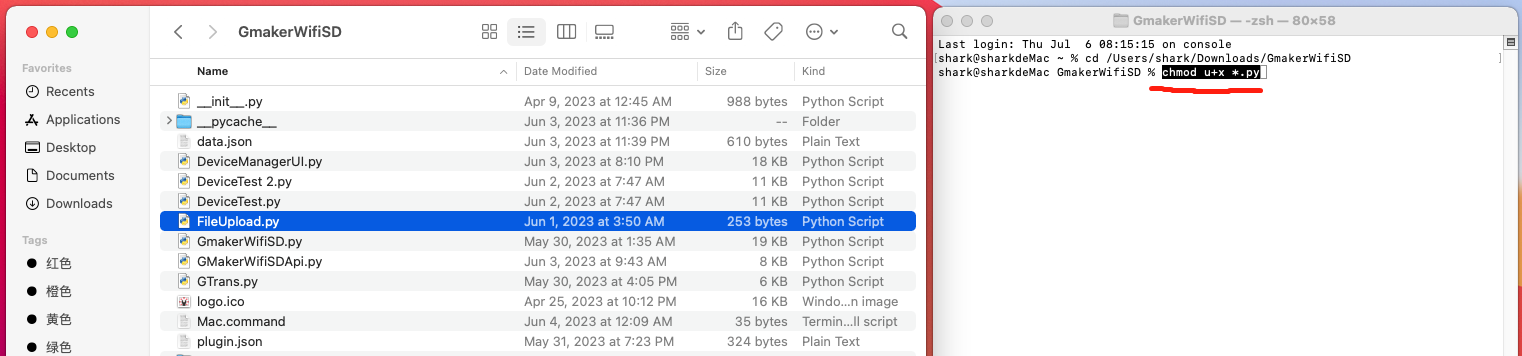 GmakerWifiSD
Favorites
Recents
Applications
Desktop
Documents
Downloads
Tags
红色
橙色
黄色
绿色
Name Date Modified Size Kind
__init__.py Apr 9, 2023 at 12:45 AM 988 bytes Python Script
__pycache__ Jun 3, 2023 at 11:36 PM -- Folder
data.json Jun 3, 2023 at 11:39 PM 610 bytes Plain Text
DeviceManagerUI.py Jun 3, 2023 at 8:10 PM 18 KB Python Script
DeviceTest 2.py Jun 2, 2023 at 7:47 AM 11 KB Python Script
DeviceTest.py Jun 2, 2023 at 7:47 AM 11 KB Python Script
FileUpload.py Jun 1, 2023 at 3:50 AM 253 bytes Python Script
GmakerWifiSD.py May 30, 2023 at 1:35 AM 19 KB Python Script
GMakerWifiSDApi.py Jun 3, 2023 at 9:43 AM 8 KB Python Script
GTrans.py May 30, 2023 at 4:05 PM 6 KB Python Script
logo.ico Apr 25, 2023 at 10:12 PM 16 KB Windo...n image
Mac.command Jun 4, 2023 at 12:09 AM 35 bytes Termin...ll script
plugin.json May 31, 2023 at 7:23 PM 324 bytes Plain Text
GmakerWifiSD — -zsh — 80×58
Last login: Thu Jul  6 08:15:15 on console
[shark@sharkdeMac ~ % cd /Users/shark/Downloads/GmakerWifiSD ]
shark@sharkdeMac GmakerWifiSD % chmod u+x *.py